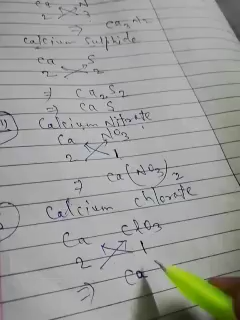 Ca N
2 3
⇒ Ca3N2
Calcium Sulphide
Ca S
2 2
⇒ Ca2S2
⇒ CaS
Calcium Nitrate
Ca NO3
2 1
⇒ Ca(NO3)2
Calcium chlorate
Ca ClO3
2 1
⇒ Ca